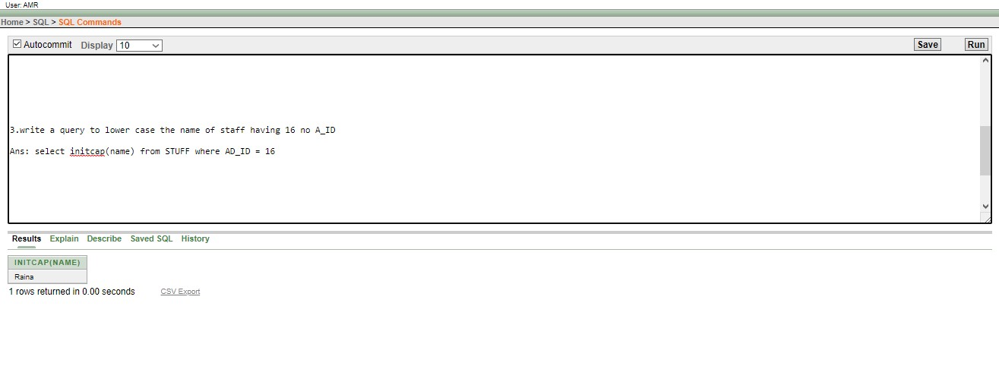 User: AMR
Home > SQL > SQL Commands
Autocommit Display 10 Save Run
3.write a query to lower case the name of staff having 16 no A_ID
Ans: select initcap(name) from STUFF where AD_ID = 16
Results Explain Describe Saved SQL History
INITCAP(NAME)
Raina
1 rows returned in 0.00 seconds CSV Export